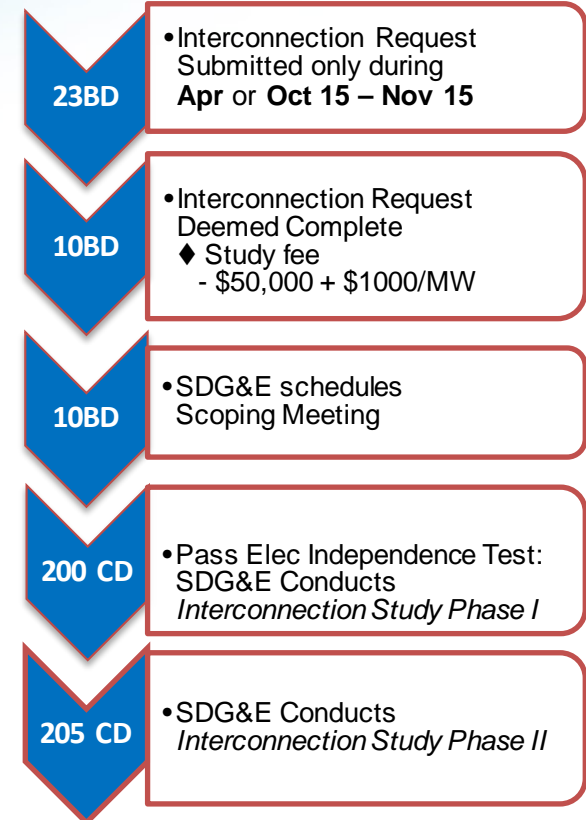 23BD
•Interconnection Request
Submitted only during
Apr or Oct 15 – Nov 15
10BD
•Interconnection Request
Deemed Complete
♦ Study fee
- $50,000 + $1000/MW
10BD
•SDG&E schedules
Scoping Meeting
200 CD
•Pass Elec Independence Test:
SDG&E Conducts
Interconnection Study Phase I
205 CD
•SDG&E Conducts
Interconnection Study Phase II